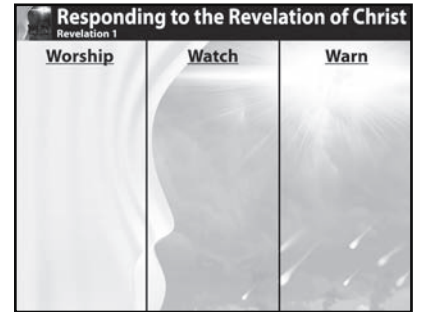 Responding to the Revelation of Christ
Revelation 1
Worship
Watch
Warn